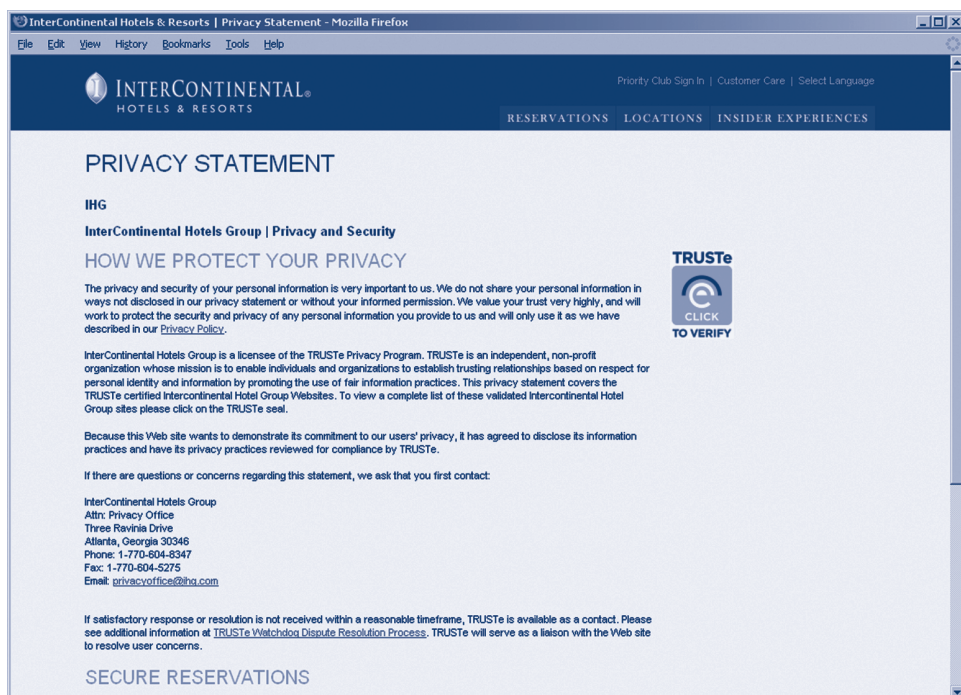 InterContinental Hotels & Resorts | Privacy Statement - Mozilla Firefox
File Edit View History Bookmarks Tools Help
INTERCONTINENTAL®
HOTELS & RESORTS
Priority Club Sign In | Customer Care | Select Language
RESERVATIONS LOCATIONS INSIDER EXPERIENCES
PRIVACY STATEMENT
IHG
InterContinental Hotels Group | Privacy and Security
HOW WE PROTECT YOUR PRIVACY
The privacy and security of your personal information is very important to us. We do not share your personal information in
ways not disclosed in our privacy statement or without your informed permission. We value your trust very highly, and will
work to protect the security and privacy of any personal information you provide to us and will only use it as we have
described in our Privacy Policy.
TRUSTe
CLICK
TO VERIFY
InterContinental Hotels Group is a licensee of the TRUSTe Privacy Program. TRUSTe is an independent, non-profit
organization whose mission is to enable individuals and organizations to establish trusting relationships based on respect for
personal identity and information by promoting the use of fair information practices. This privacy statement covers the
TRUSTe certified Intercontinental Hotel Group Websites. To view a complete list of these validated Intercontinental Hotel
Group sites please click on the TRUSTe seal.
Because this Web site wants to demonstrate its commitment to our users' privacy, it has agreed to disclose its information
practices and have its privacy practices reviewed for compliance by TRUSTe.
If there are questions or concerns regarding this statement, we ask that you first contact:
InterContinental Hotels Group
Attn: Privacy Office
Three Ravinia Drive
Atlanta, Georgia 30346
Phone: 1-770-604-8347
Fax: 1-770-604-5275
Email: privacyoffice@ihg.com
If satisfactory response or resolution is not received within a reasonable timeframe, TRUSTe is available as a contact. Please
see additional information at TRUSTe Watchdog Dispute Resolution Process. TRUSTe will serve as a liaison with the Web site
to resolve user concerns.
SECURE RESERVATIONS